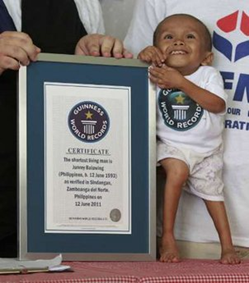 GUINNESS
WORLD RECORDS
CERTIFICATE
The shortest living man is
Junrey Balawing
(Philippines, b. 12 June 1993)
as verified in Sindangan,
Zamboanga del Norte,
Philippines on
12 June 2011
WORLD RECORDS